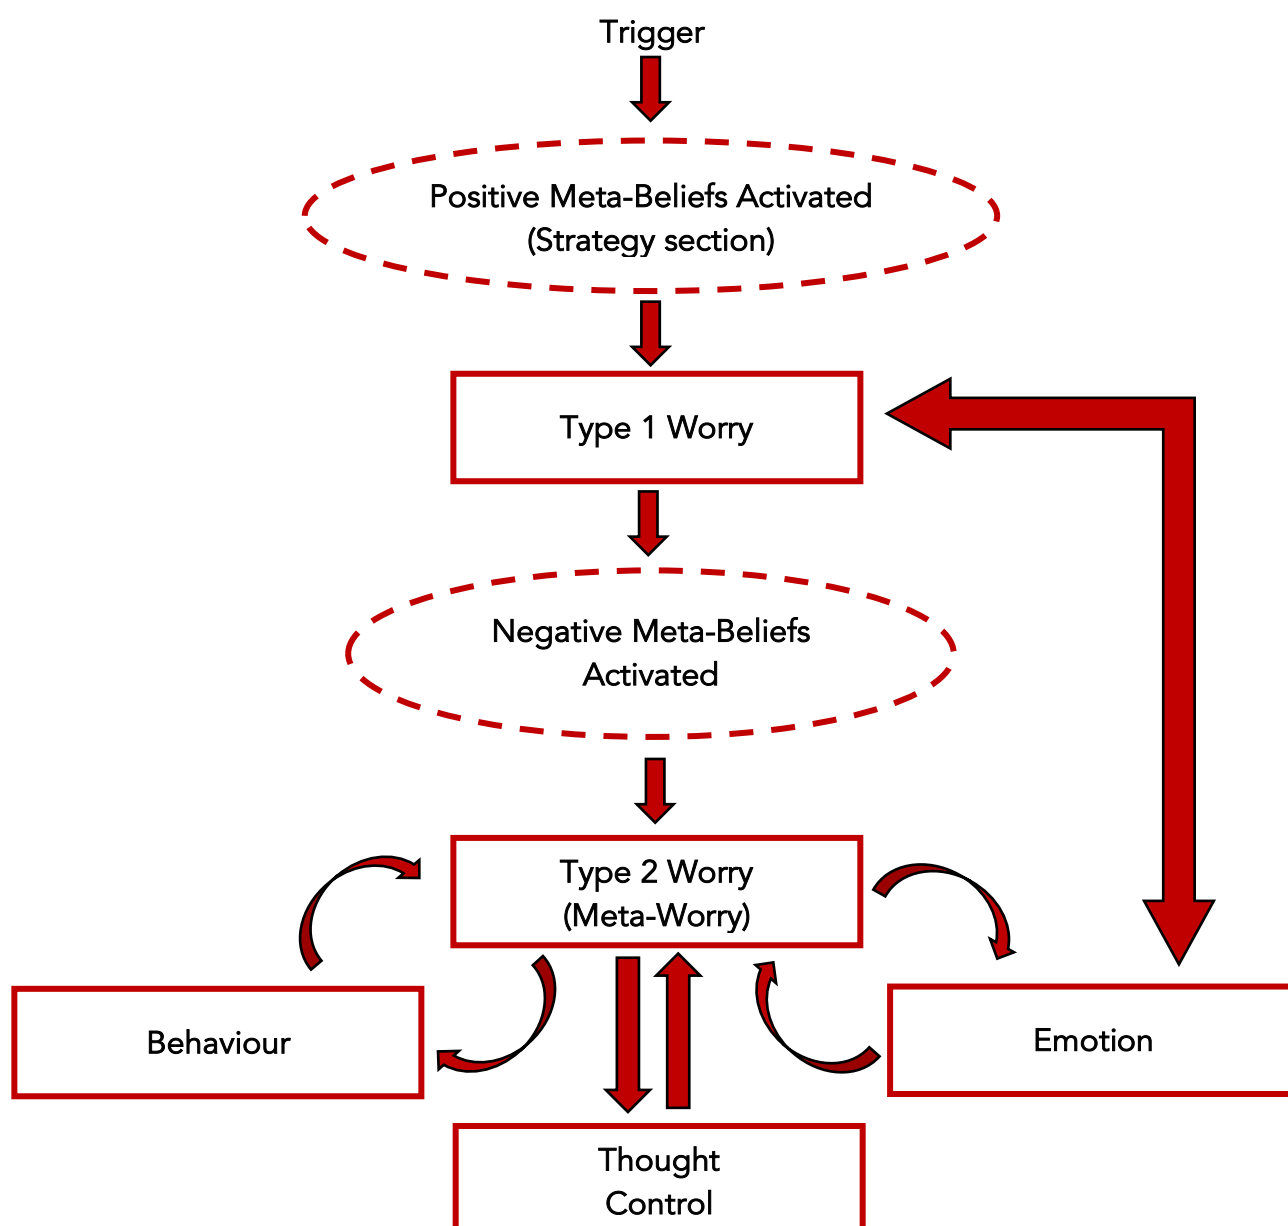 Trigger
Positive Meta-Beliefs Activated
(Strategy section)
Type 1 Worry
Negative Meta-Beliefs
Activated
Type 2 Worry
(Meta-Worry)
Behaviour
Emotion
Thought
Control